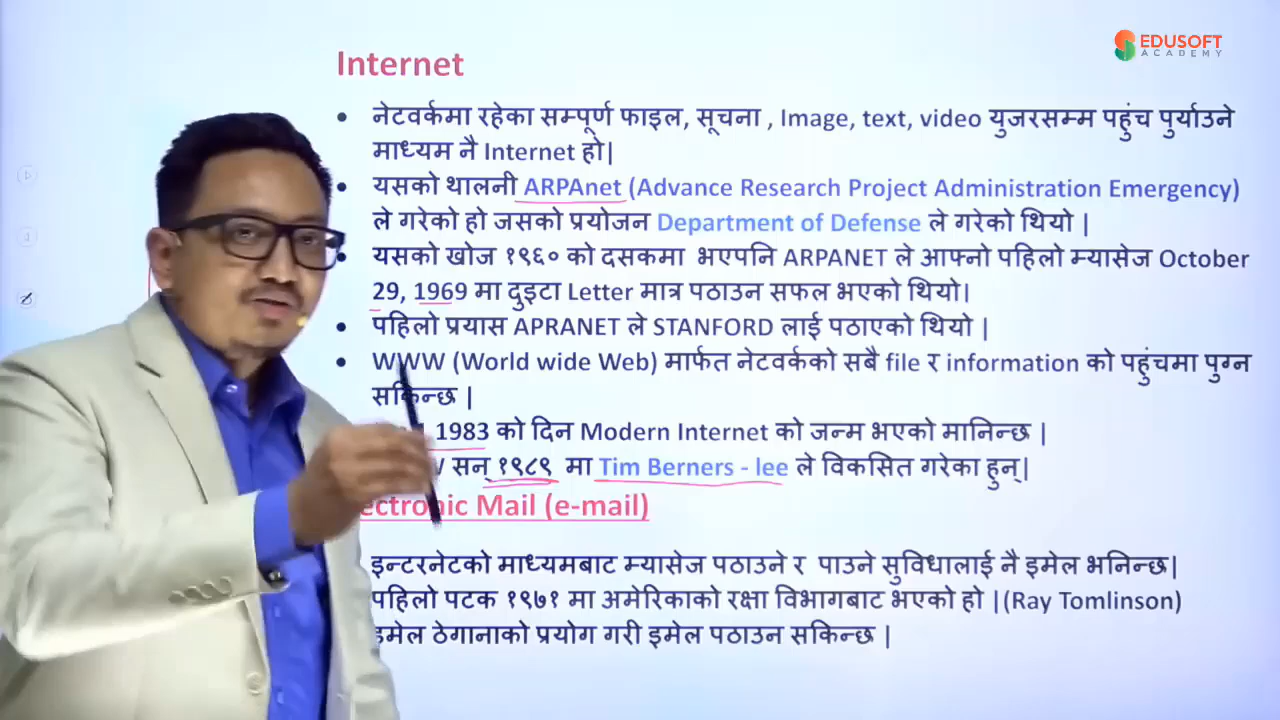 EDUSOFT
ACADEMY
Internet
• नेटवर्कमा रहेका सम्पूर्ण फाइल, सूचना , Image, text, video युजरसम्म पहुंच पुर्याउने
माध्यम नै Internet हो|
• यसको थालनी ARPAnet (Advance Research Project Administration Emergency)
ले गरेको हो जसको प्रयोजन Department of Defense ले गरेको थियो |
• यसको खोज १९६० को दसकमा भएपनि ARPANET ले आफ्नो पहिलो म्यासेज October
29, 1969 मा दुइटा Letter मात्र पठाउन सफल भएको थियो|
• पहिलो प्रयास APRANET ले STANFORD लाई पठाएको थियो |
• WWW (World wide Web) मार्फत नेटवर्कको सबै file र information को पहुंचमा पुग्न
सकिन्छ |
1983 को दिन Modern Internet को जन्म भएको मानिन्छ |
सन् १९८९ मा Tim Berners - lee ले विकसित गरेका हुन्|
Mail (e-mail)
इन्टरनेटको माध्यमबाट म्यासेज पठाउने र पाउने सुविधालाई नै इमेल भनिन्छ|
पहिलो पटक १९७१ मा अमेरिकाको रक्षा विभागबाट भएको हो |(Ray Tomlinson)
इमेल ठेगानाको प्रयोग गरी इमेल पठाउन सकिन्छ |